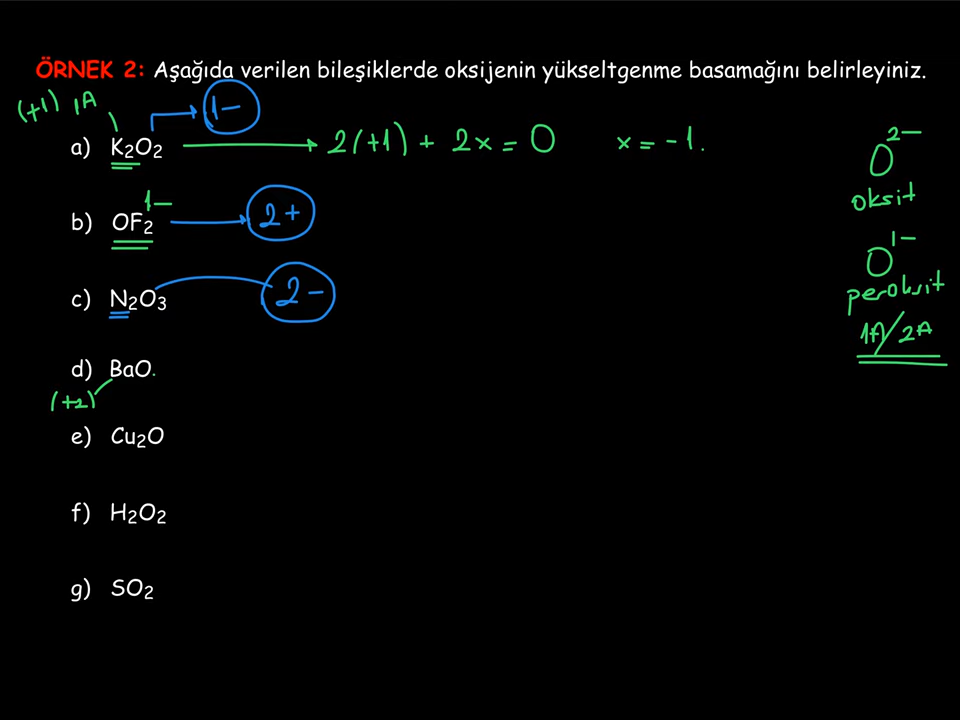 ÖRNEK 2: Aşağıda verilen bileşiklerde oksijenin yükseltgenme basamağını belirleyiniz.
(+1) 1A 1-
a) K₂O₂ 2(+1) + 2x = 0 x = -1.
O²⁻
oksit
1-
b) OF₂ 2+
O¹⁻
peroksit
c) N₂O₃ 2-
1A/2A
d) BaO.
(+2)
e) Cu₂O
f) H₂O₂
g) SO₂